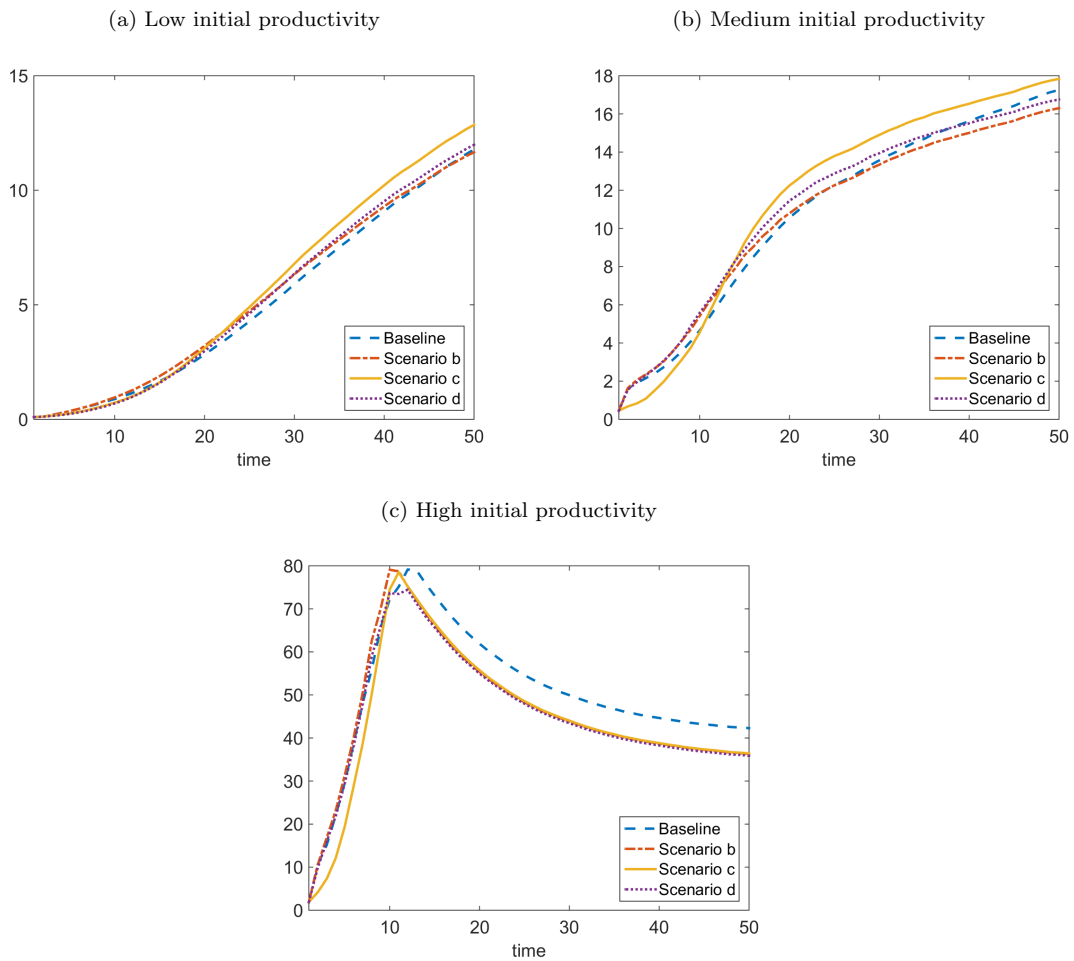 (a) Low initial productivity
15
10
5
0
10 20 30 40 50
time
Baseline
Scenario b
Scenario c
Scenario d
(b) Medium initial productivity
18
16
14
12
10
8
6
4
2
0
10 20 30 40 50
time
Baseline
Scenario b
Scenario c
Scenario d
(c) High initial productivity
80
70
60
50
40
30
20
10
0
10 20 30 40 50
time
Baseline
Scenario b
Scenario c
Scenario d